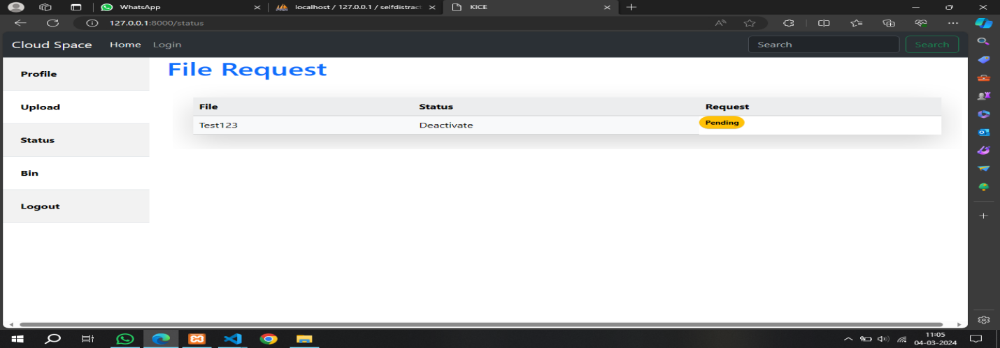 WhatsApp
localhost / 127.0.0.1 / selfdistract
KICE
127.0.0.1:8000/status
Cloud Space Home Login Search Search
Profile
Upload
Status
Bin
Logout
File Request
File Status Request
Test123 Deactivate Pending
11:05
04-03-2024